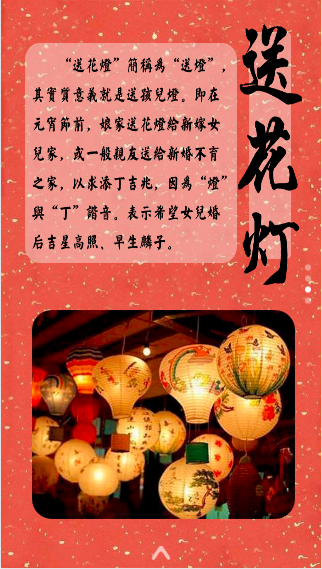 送花灯
“送花燈”簡稱為“送燈”，
其實質意義就是送孩兒燈。即在
元宵節前，娘家送花燈給新嫁女
兒家，或一般親友送給新婚不育
之家，以求添丁吉兆，因為“燈”
與“丁”諧音。表示希望女兒婚
后吉星高照、早生麟子。